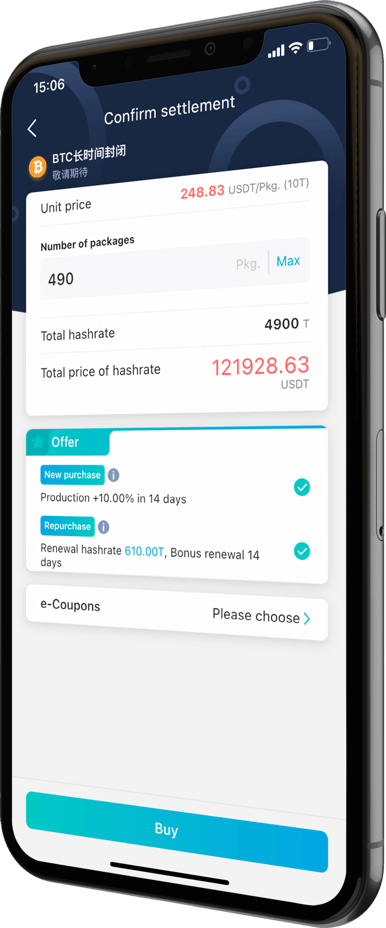 15:06
Confirm settlement
BTC长时间封闭
敬请期待
Unit price 248.83 USDT/Pkg. (10T)
Number of packages
490 Pkg. Max
Total hashrate 4900 T
Total price of hashrate 121928.63
USDT
Offer
New purchase i
Production +10.00% in 14 days
Repurchase i
Renewal hashrate 610.00T, Bonus renewal 14
days
e-Coupons Please choose
Buy